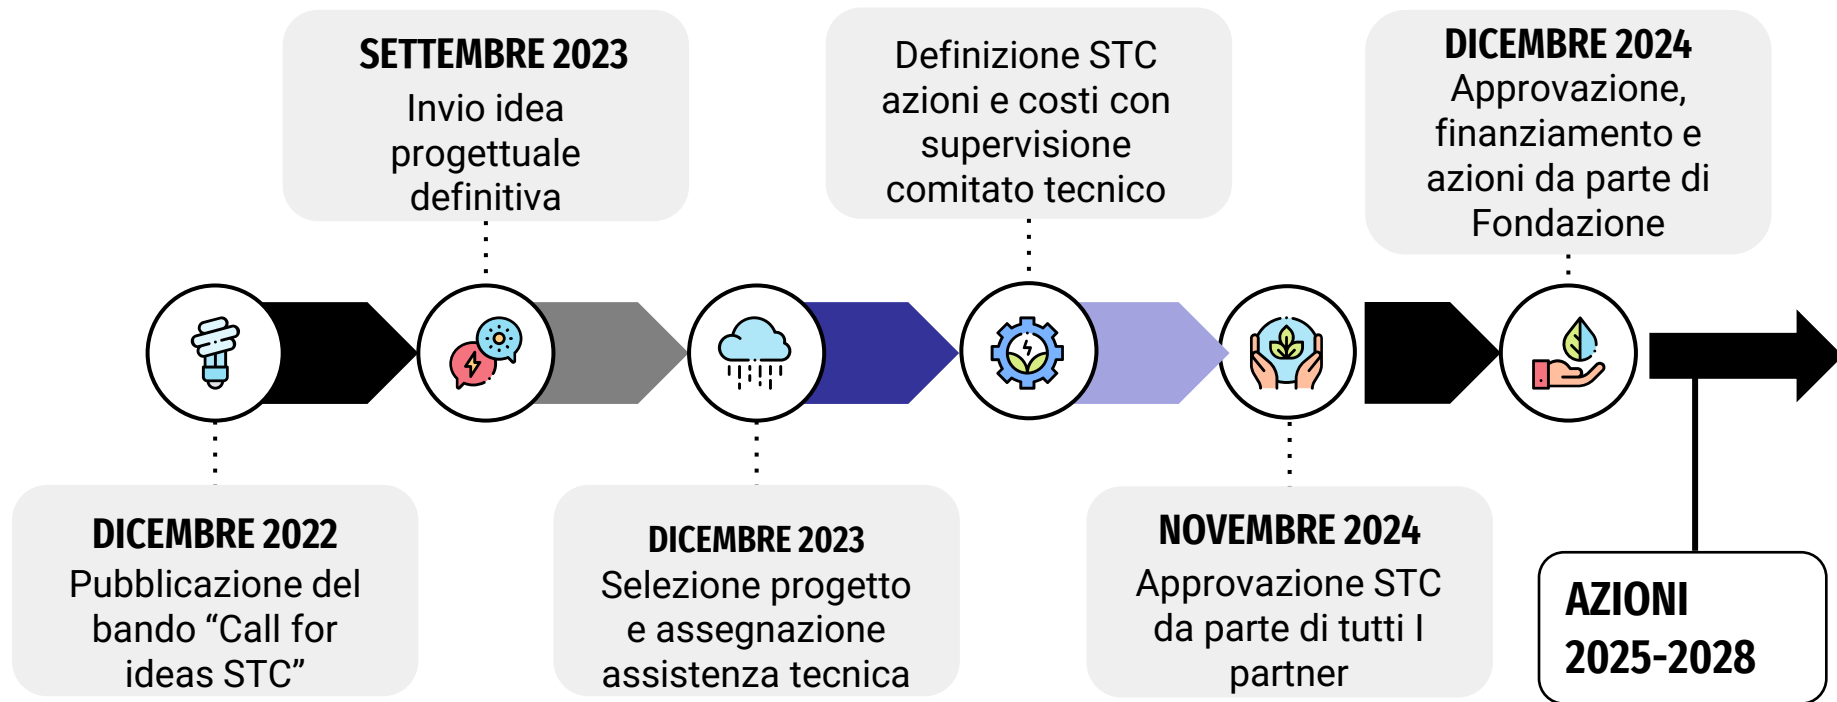 SETTEMBRE 2023
Invio idea
progettuale
definitiva
Definizione STC
azioni e costi con
supervisione
comitato tecnico
DICEMBRE 2024
Approvazione,
finanziamento e
azioni da parte di
Fondazione
DICEMBRE 2022
Pubblicazione del
bando “Call for
ideas STC”
DICEMBRE 2023
Selezione progetto
e assegnazione
assistenza tecnica
NOVEMBRE 2024
Approvazione STC
da parte di tutti I
partner
AZIONI
2025-2028